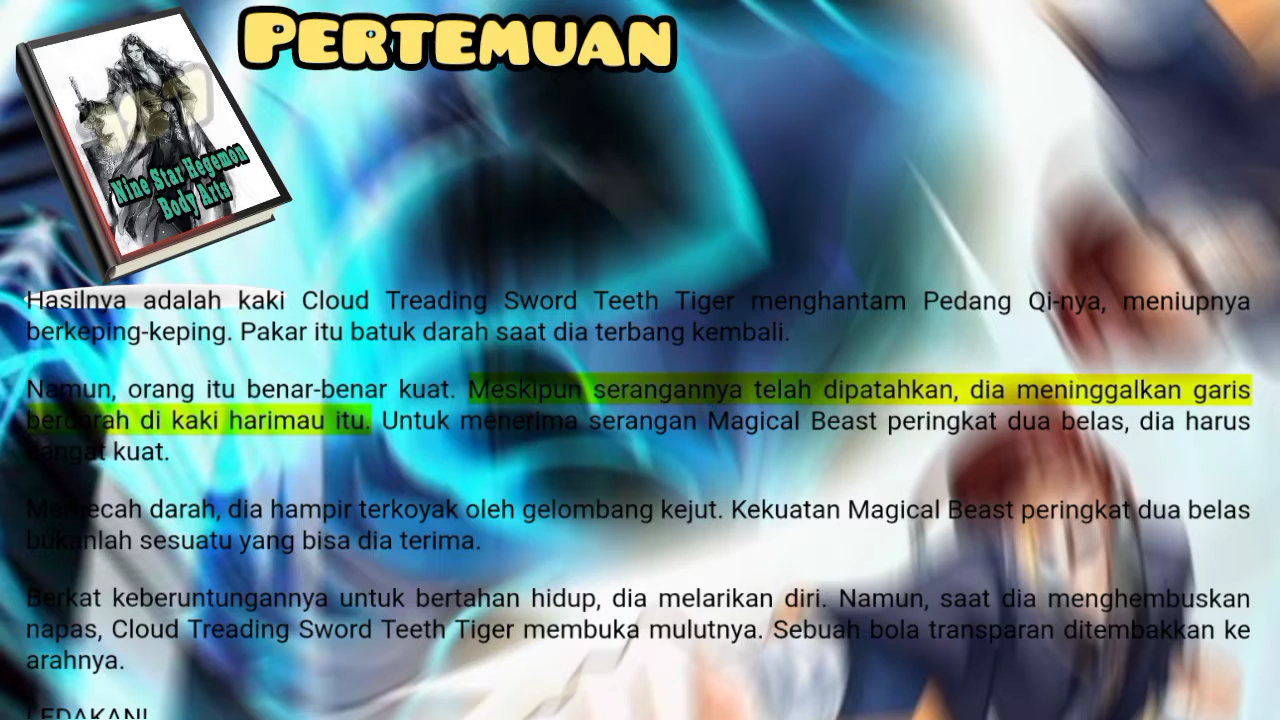 PERTEMUAN
Nine Star Hegemon
Body Arts
Hasilnya adalah kaki Cloud Treading Sword Teeth Tiger menghantam Pedang Qi-nya, meniupnya
berkeping-keping. Pakar itu batuk darah saat dia terbang kembali.
Namun, orang itu benar-benar kuat. Meskipun serangannya telah dipatahkan, dia meninggalkan garis
berdarah di kaki harimau itu. Untuk menerima serangan Magical Beast peringkat dua belas, dia harus
sangat kuat.
darah, dia hampir terkoyak oleh gelombang kejut. Kekuatan Magical Beast peringkat dua belas
bukanlah sesuatu yang bisa dia terima.
Berkat keberuntungannya untuk bertahan hidup, dia melarikan diri. Namun, saat dia menghembuskan
napas, Cloud Treading Sword Teeth Tiger membuka mulutnya. Sebuah bola transparan ditembakkan ke
arahnya.
LEDAKAN!